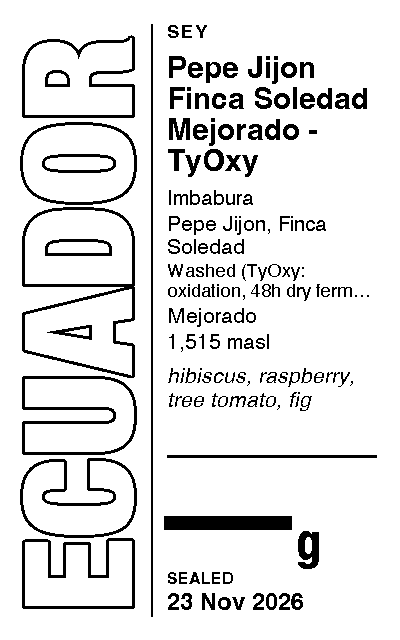 ECUADOR
SEY
Pepe Jijon
Finca Soledad
Mejorado -
TyOxy
Imbabura
Pepe Jijon, Finca
Soledad
Washed (TyOxy:
oxidation, 48h dry ferm...
Mejorado
1,515 masl
hibiscus, raspberry,
tree tomato, fig
g
SEALED
23 Nov 2026